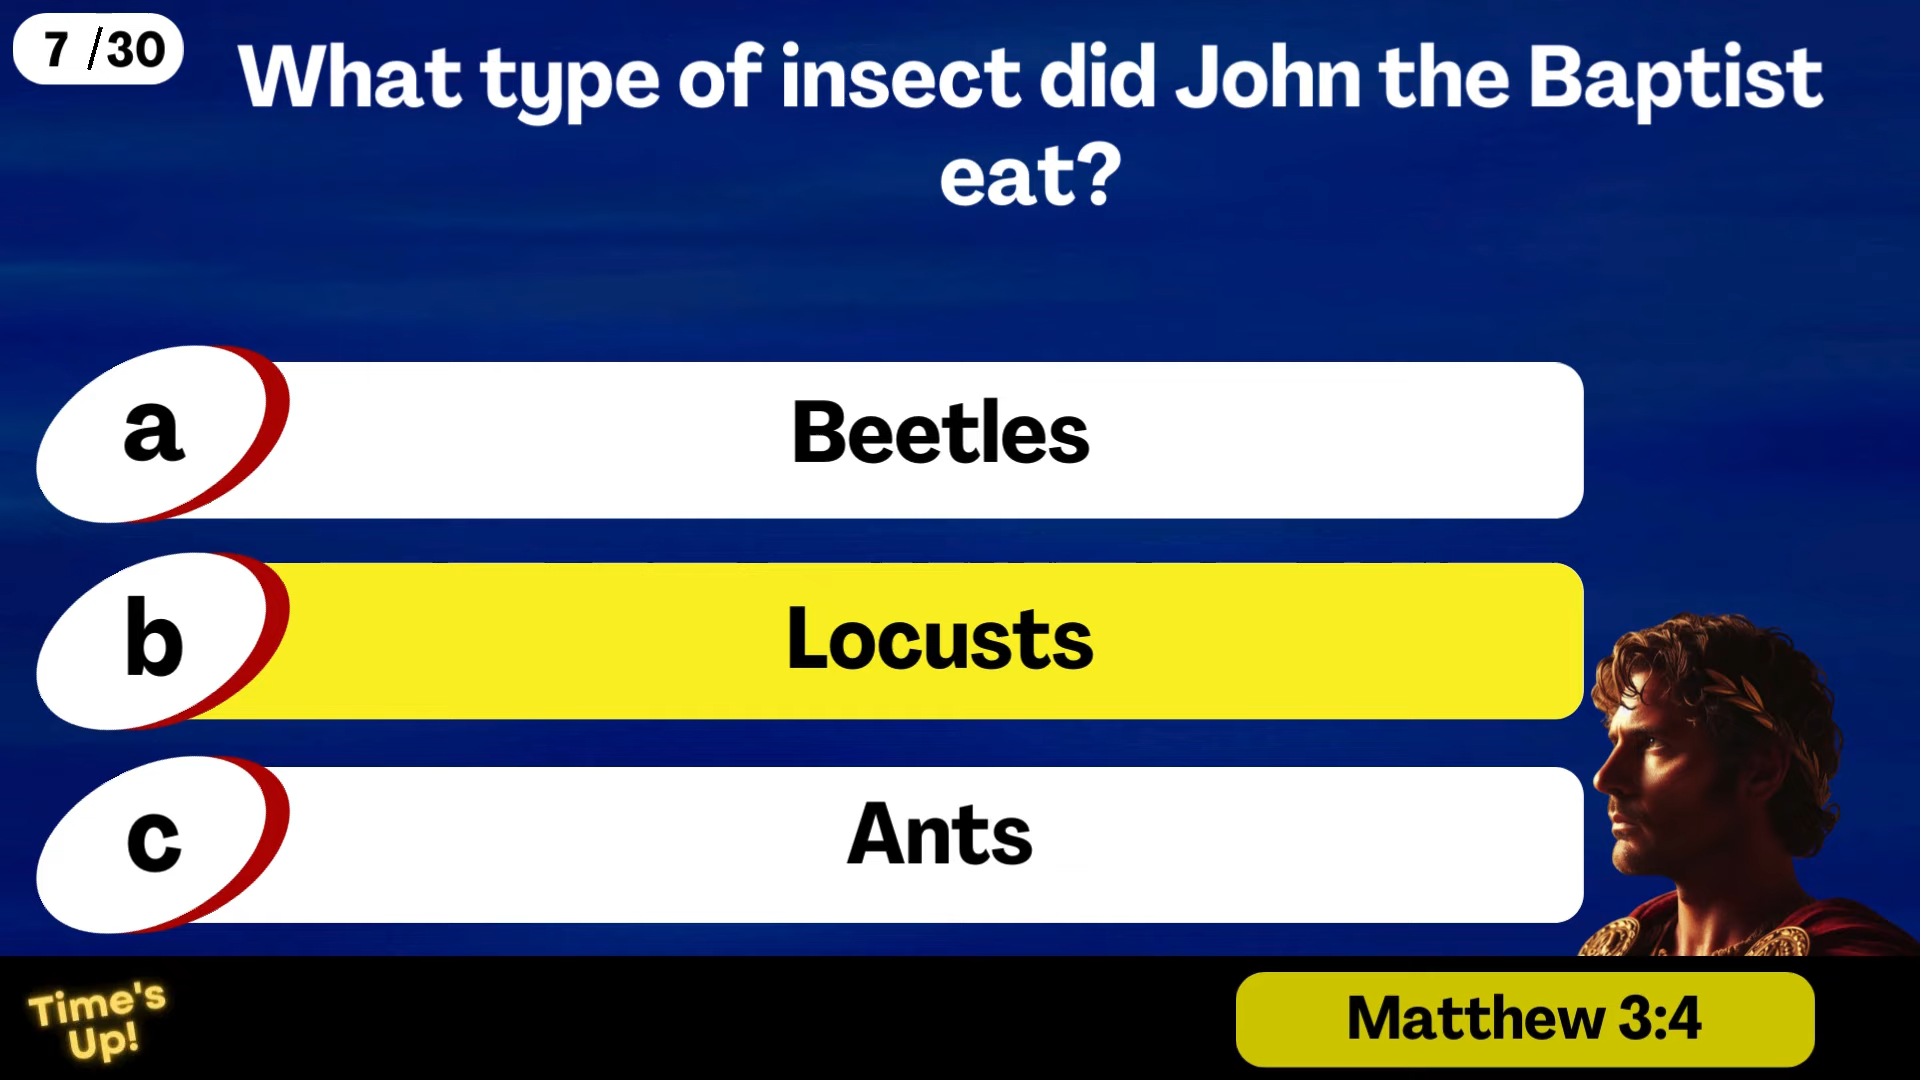 7 /30
What type of insect did John the Baptist
eat?
a
Beetles
b
Locusts
c
Ants
Time's
Up!
Matthew 3:4